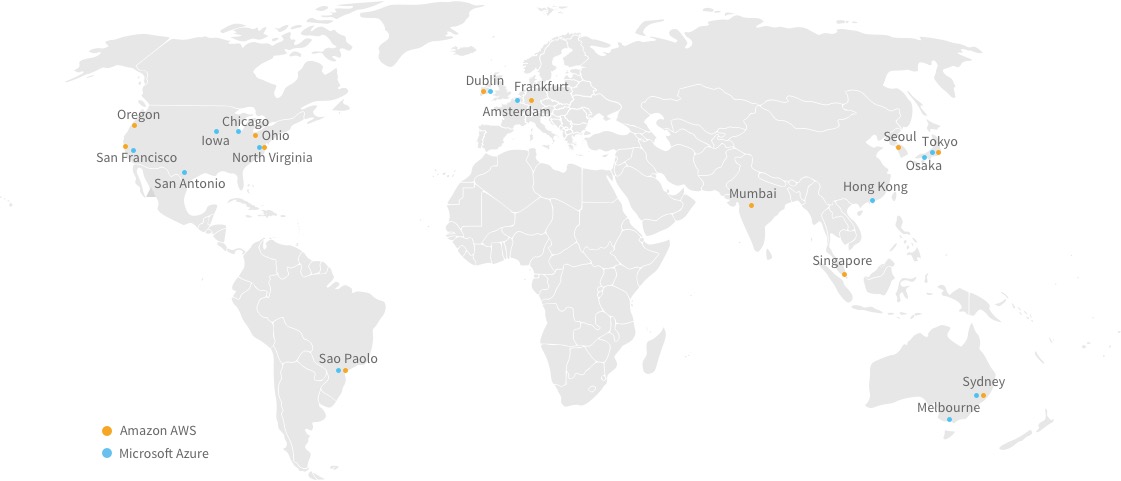 Dublin
Frankfurt
Amsterdam
Oregon
Chicago
Iowa
Ohio
San Francisco
North Virginia
San Antonio
Seoul
Tokyo
Osaka
Mumbai
Hong Kong
Singapore
Sao Paolo
Sydney
Melbourne
Amazon AWS
Microsoft Azure